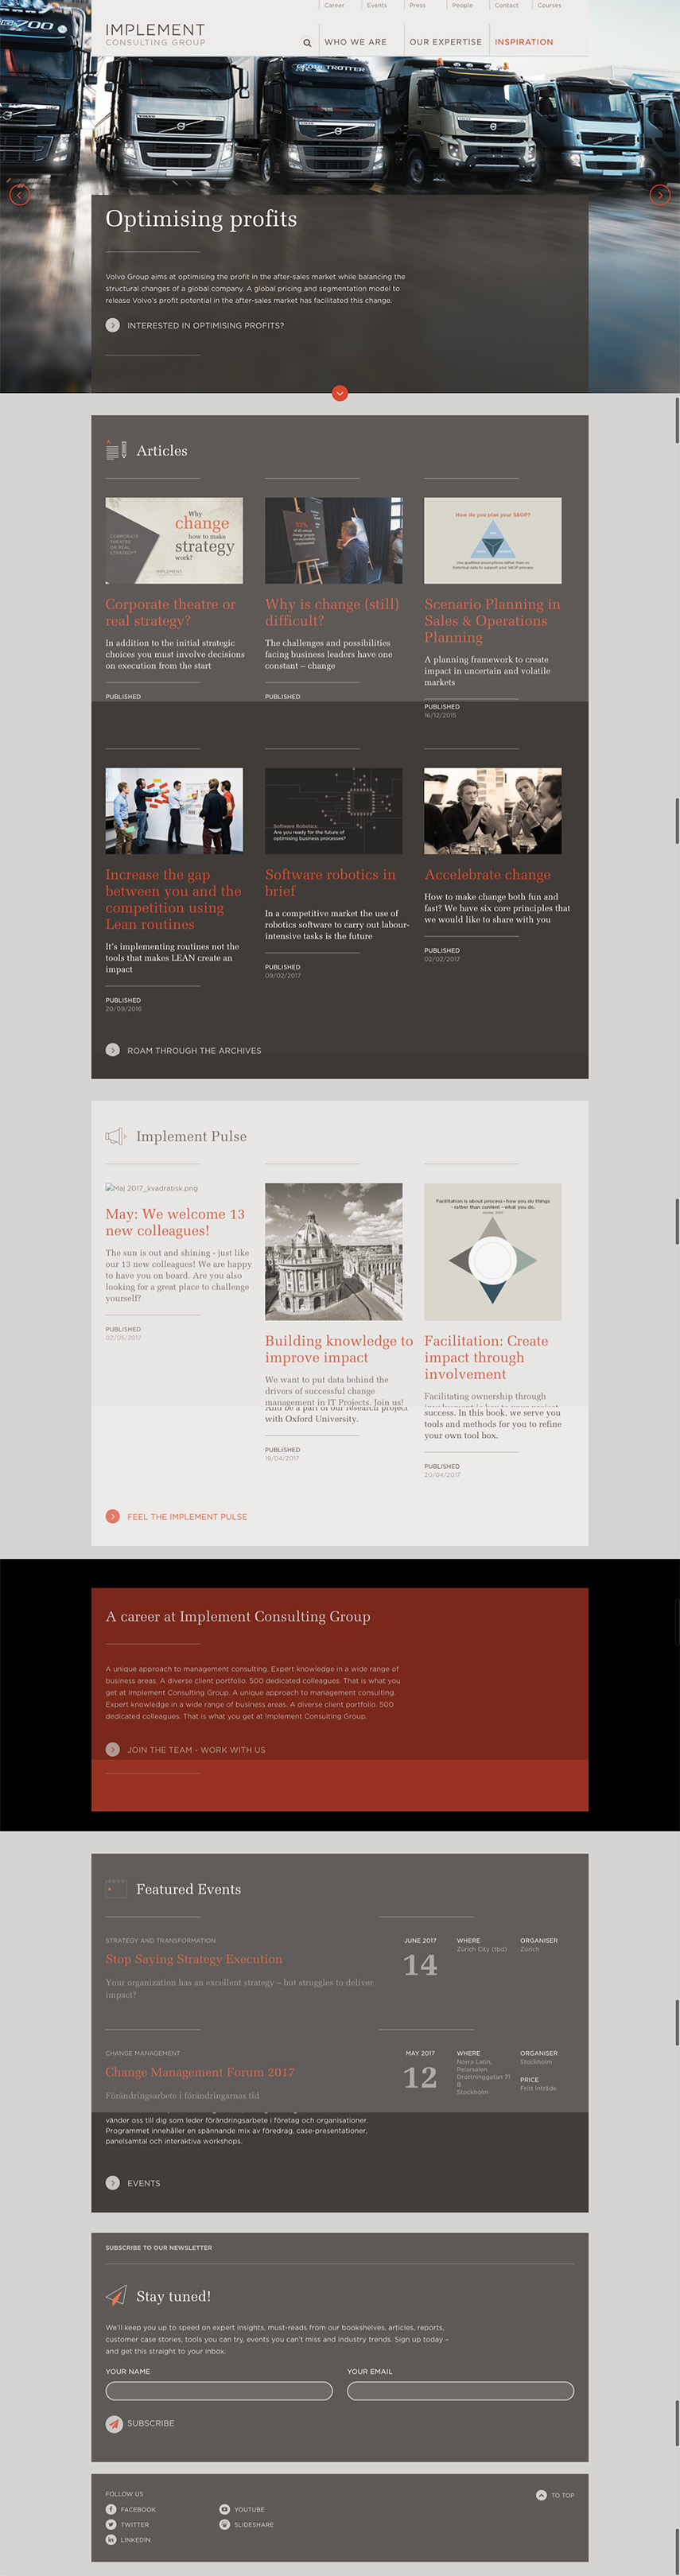 Career
Events
Press
People
Contact
Courses
IMPLEMENT
CONSULTING GROUP
WHO WE ARE
OUR EXPERTISE
INSPIRATION
GLOBETROTTER
Optimising profits
Volvo Group aims at optimising the profit in the after-sales market while balancing the
structural changes of a global company. A global pricing and segmentation model to
release Volvo's profit potential in the after-sales market has facilitated this change.
INTERESTED IN OPTIMISING PROFITS?
Articles
CORPORATE
THEATRE
OR REAL
STRATEGY?
Why is
change
how to make
strategy
work?
IMPLEMENT
How do you plan your S&OP?
Use qualified assumptions rather than on
historical data to support your S&OP process
Corporate theatre or
real strategy?
In addition to the initial strategic
choices you must involve decisions
on execution from the start
PUBLISHED
Why is change (still)
difficult?
The challenges and possibilities
facing business leaders have one
constant – change
PUBLISHED
Scenario Planning in
Sales & Operations
Planning
A planning framework to create
impact in uncertain and volatile
markets
PUBLISHED
16/12/2015
Software Robotics:
Are you ready for the future of
optimising business processes?
Increase the gap
between you and the
competition using
Lean routines
It's implementing routines not the
tools that makes LEAN create an
impact
PUBLISHED
20/09/2016
Software robotics in
brief
In a competitive market the use of
robotics software to carry out labour-
intensive tasks is the future
PUBLISHED
09/02/2017
Accelebrate change
How to make change both fun and
fast? We have six core principles that
we would like to share with you
PUBLISHED
02/02/2017
ROAM THROUGH THE ARCHIVES
Implement Pulse
Maj 2017_kvadratisk.png
May: We welcome 13
new colleagues!
The sun is out and shining - just like
our 13 new colleagues! We are happy
to have you on board. Are you also
looking for a great place to challenge
yourself?
PUBLISHED
02/05/2017
Building knowledge to
improve impact
We want to put data behind the
drivers of successful change
management in IT Projects. Join us!
And be a part of our research project
with Oxford University.
PUBLISHED
19/04/2017
Facilitation is about process - how you do things
- rather than content - what you do.
Facilitation: Create
impact through
involvement
Facilitating ownership through
success. In this book, we serve you
tools and methods for you to refine
your own tool box.
PUBLISHED
20/04/2017
FEEL THE IMPLEMENT PULSE
A career at Implement Consulting Group
A unique approach to management consulting. Expert knowledge in a wide range of
business areas. A diverse client portfolio. 500 dedicated colleagues. That is what you
get at Implement Consulting Group. A unique approach to management consulting.
Expert knowledge in a wide range of business areas. A diverse client portfolio. 500
dedicated colleagues. That is what you get at Implement Consulting Group.
JOIN THE TEAM - WORK WITH US
Featured Events
STRATEGY AND TRANSFORMATION
Stop Saying Strategy Execution
Your organization has an excellent strategy – but struggles to deliver
impact?
JUNE 2017
14
WHERE
Zürich City (tbd)
ORGANISER
Zürich
CHANGE MANAGEMENT
Change Management Forum 2017
Förändringsarbete i förändringarnas tid
vänder oss till dig som leder förändringsarbete i företag och organisationer.
Programmet innehåller en spännande mix av föredrag, case-presentationer,
panelsamtal och interaktiva workshops.
MAY 2017
12
WHERE
Norra Latin,
Pelarsalen
Drottninggatan 71
B
Stockholm
ORGANISER
Stockholm
PRICE
Fritt inträde
EVENTS
SUBSCRIBE TO OUR NEWSLETTER
Stay tuned!
We'll keep you up to speed on expert insights, must-reads from our bookshelves, articles, reports,
customer case stories, tools you can try, events you can't miss and industry trends. Sign up today –
and get this straight to your inbox.
YOUR NAME
YOUR EMAIL
SUBSCRIBE
FOLLOW US
FACEBOOK
TWITTER
LINKEDIN
YOUTUBE
SLIDESHARE
TO TOP